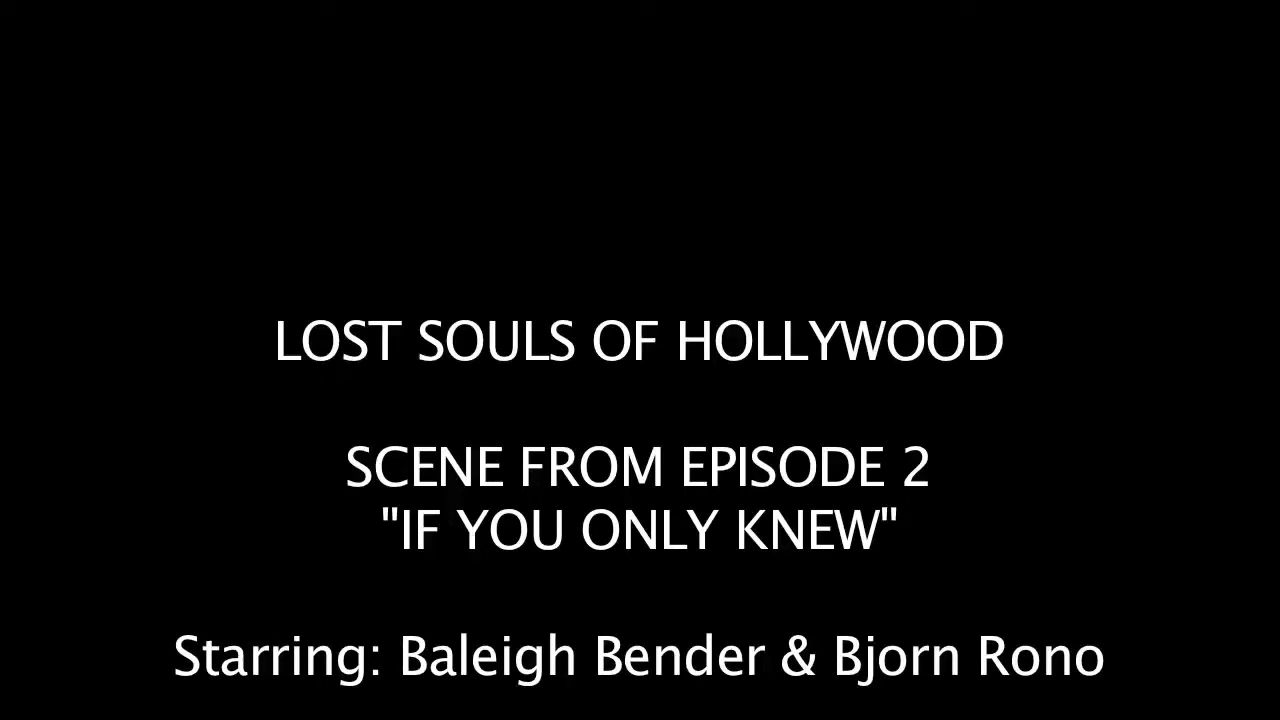 LOST SOULS OF HOLLYWOOD
SCENE FROM EPISODE 2
"IF YOU ONLY KNEW"
Starring: Baleigh Bender & Bjorn Rono